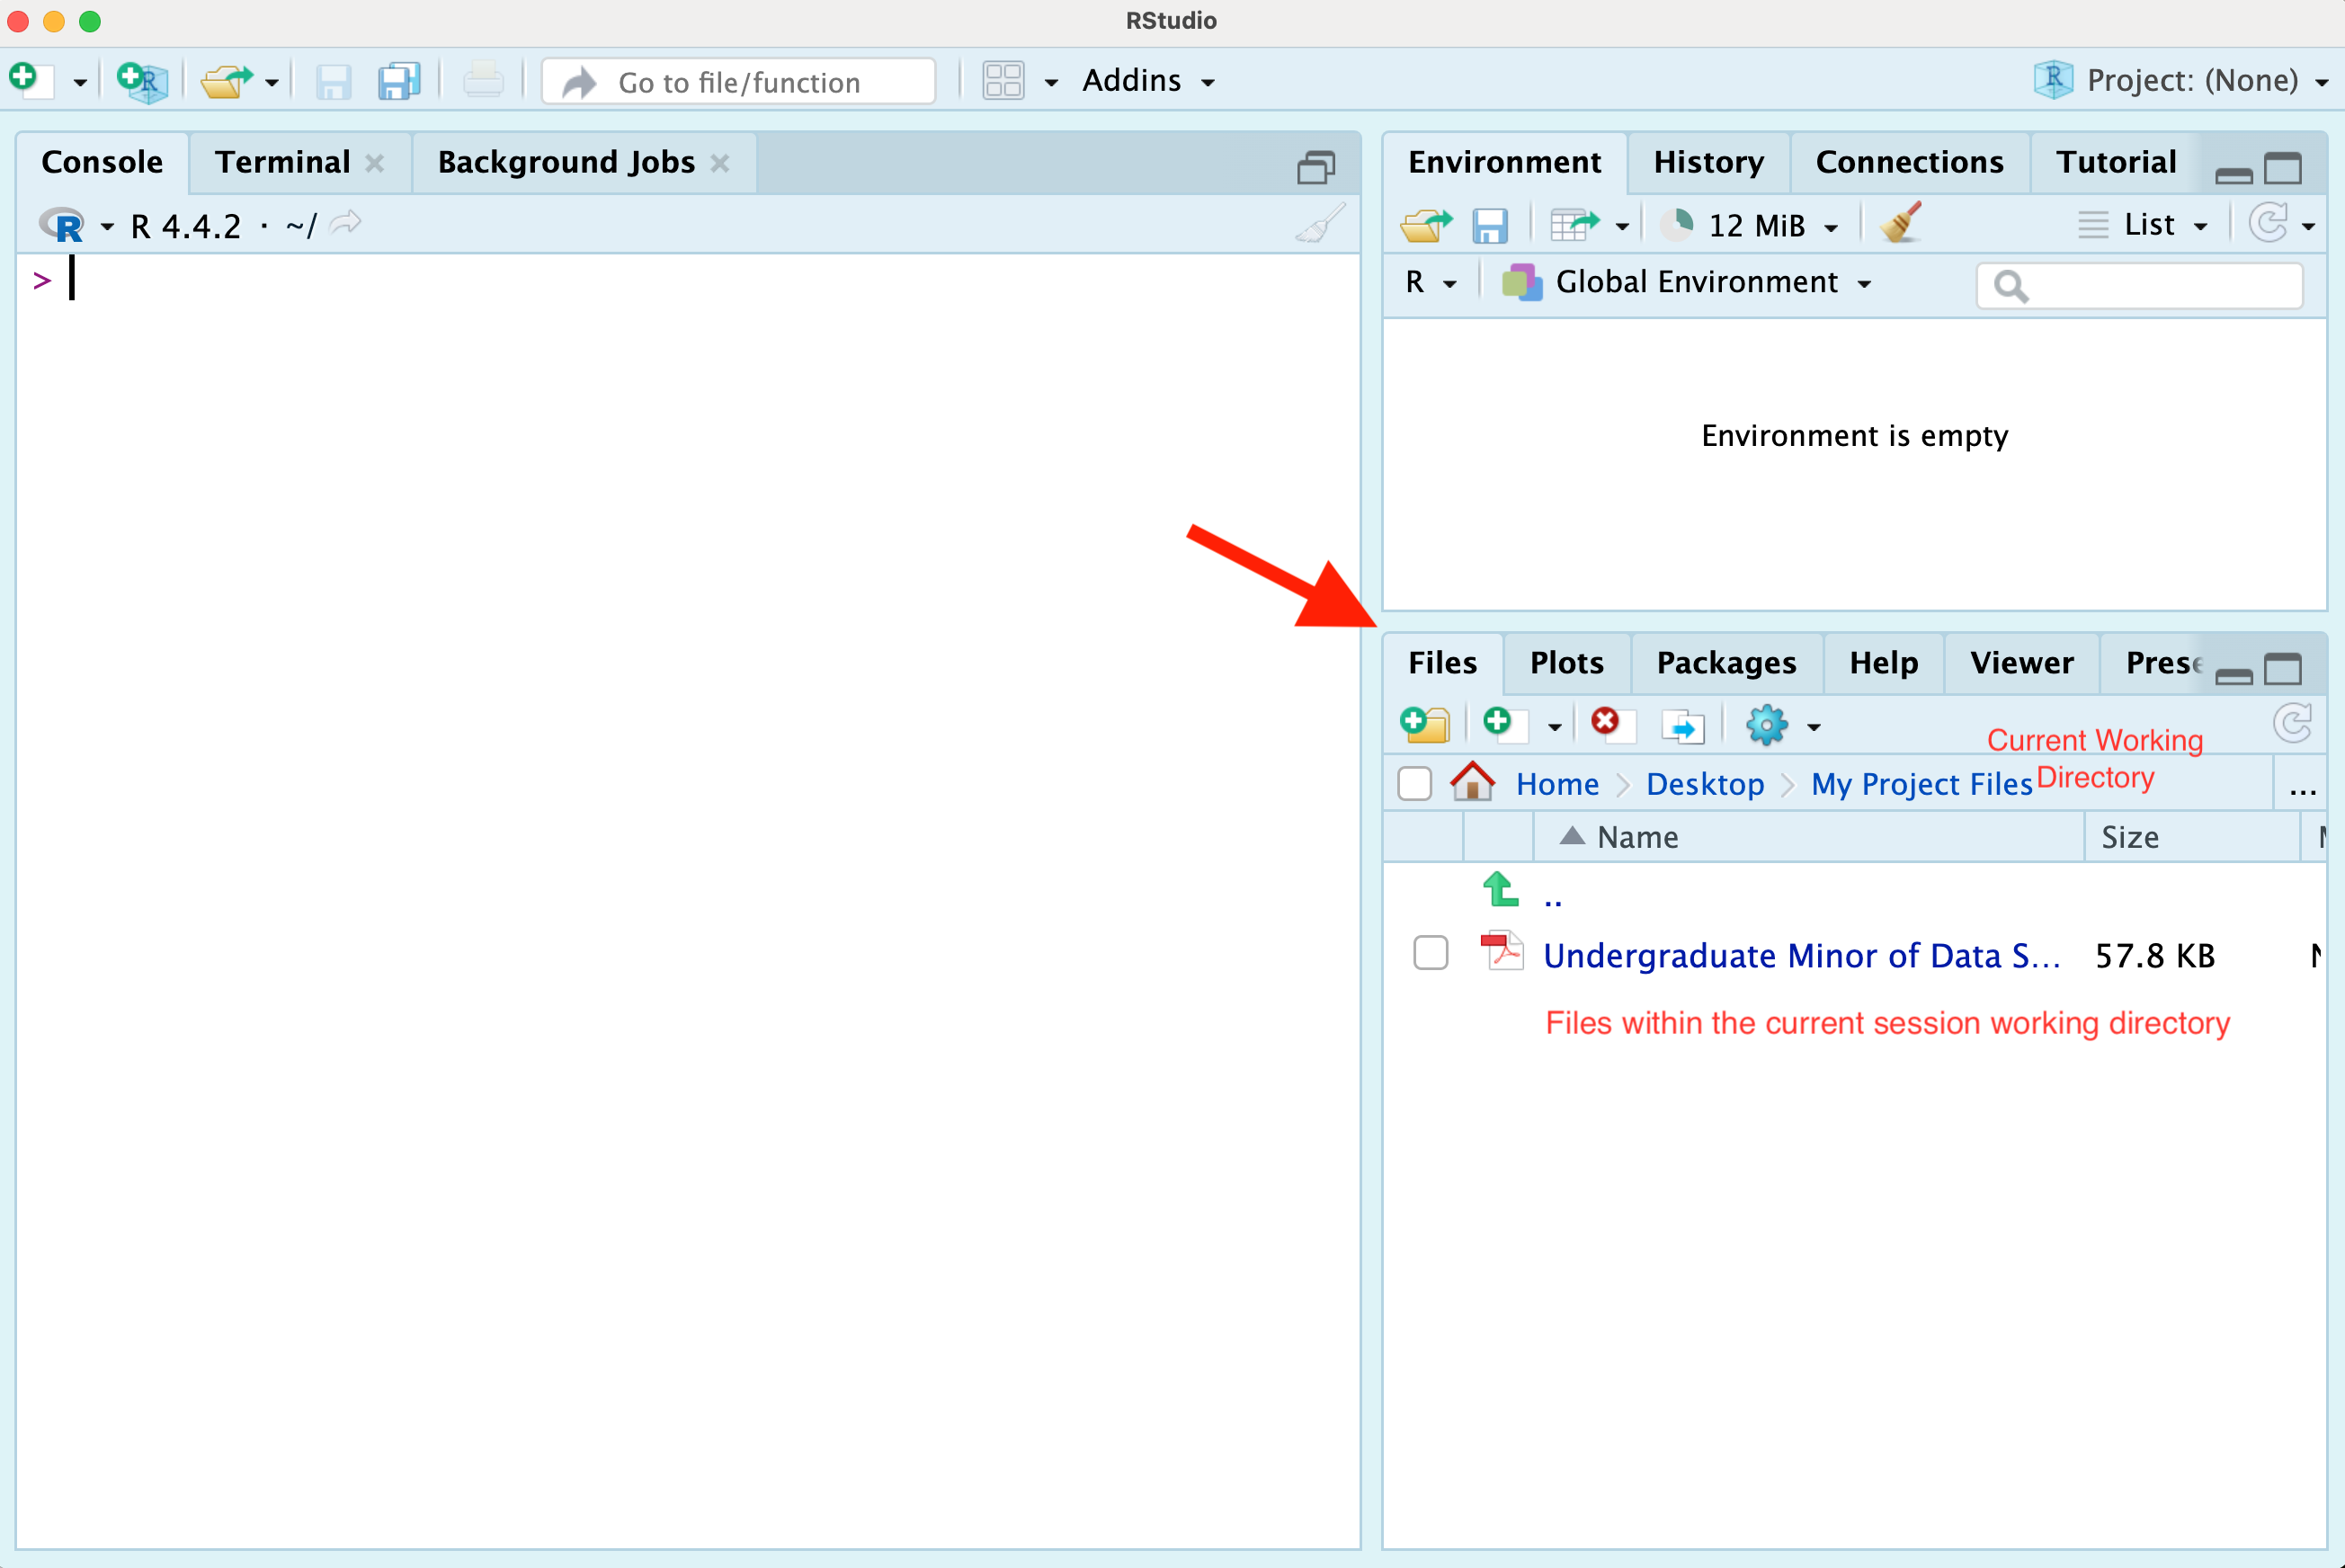 RStudio
Go to file/function Addins Project: (None)
Console Terminal Background Jobs
R 4.4.2 · ~/
>
Environment History Connections Tutorial
12 MiB List
R Global Environment
Environment is empty
Files Plots Packages Help Viewer Prese
Current Working
Directory
Home Desktop My Project Files ...
Name Size
..
Undergraduate Minor of Data S... 57.8 KB
Files within the current session working directory